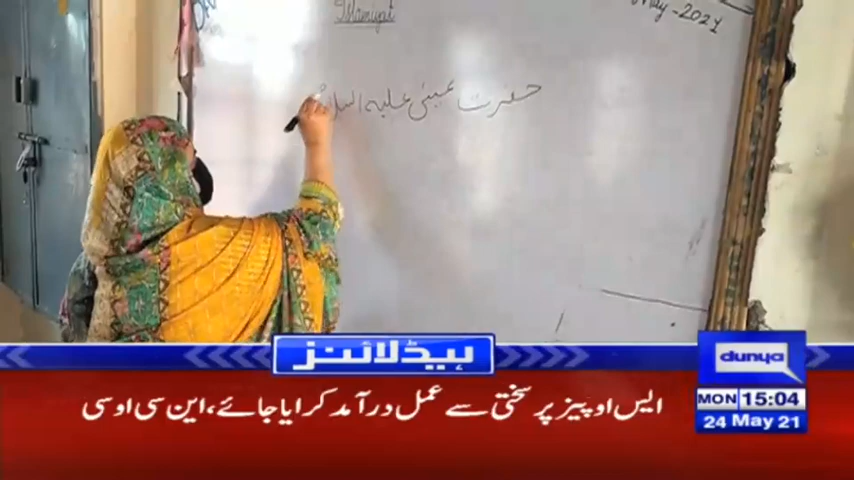 Islamiyat
May-2021
حضرت عیسیٰ علیہ السلام
ہیڈلائنز
ایس او پیز پر سختی سے عمل درآمد کرایا جائے، این سی او سی
dunya
MON 15:04
24 May 21